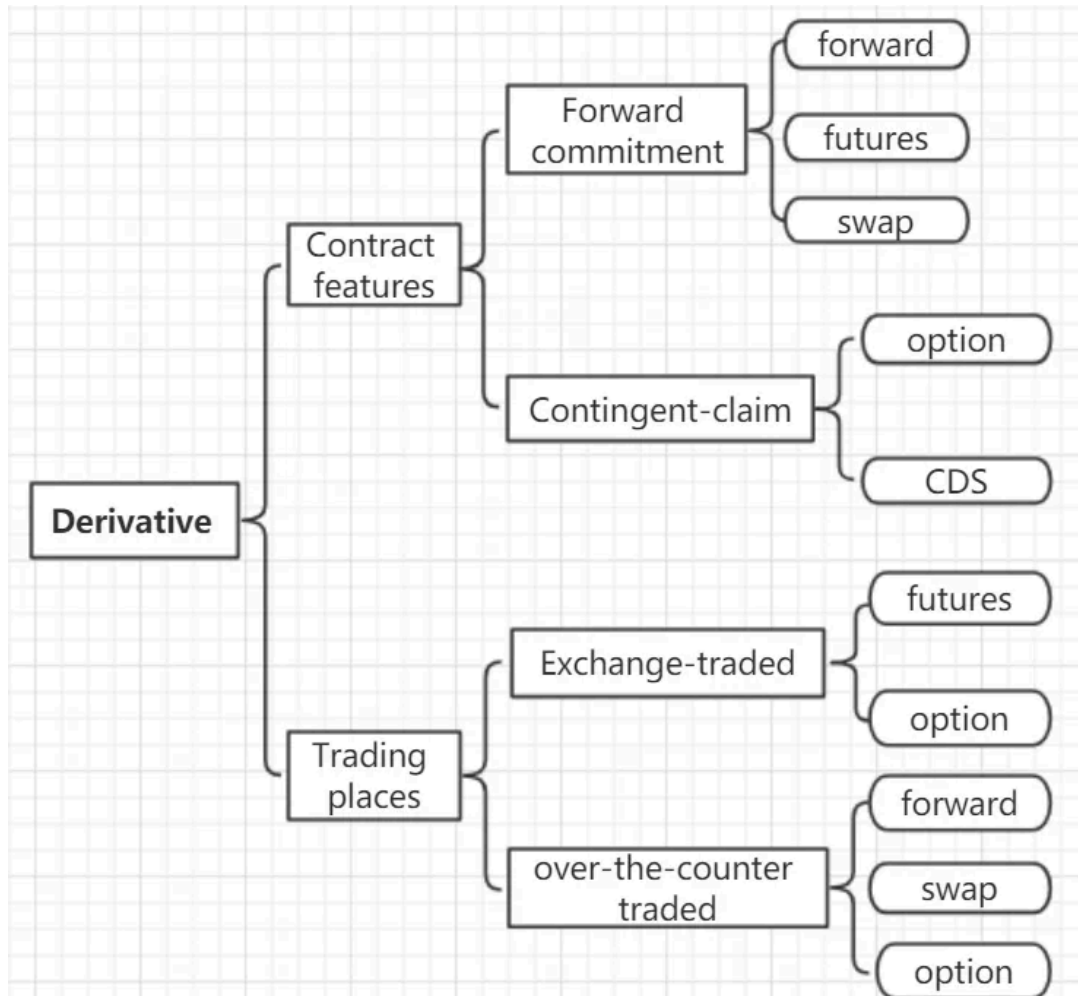 forward
Forward
commitment
futures
swap
Contract
features
option
Contingent-claim
CDS
Derivative
futures
Exchange-traded
option
Trading
places
forward
over-the-counter
traded
swap
option